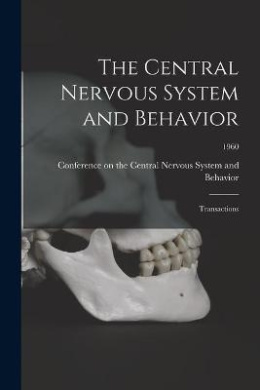 The Central
Nervous System
and Behavior
1960
Conference on the Central Nervous System and
Behavior
Transactions